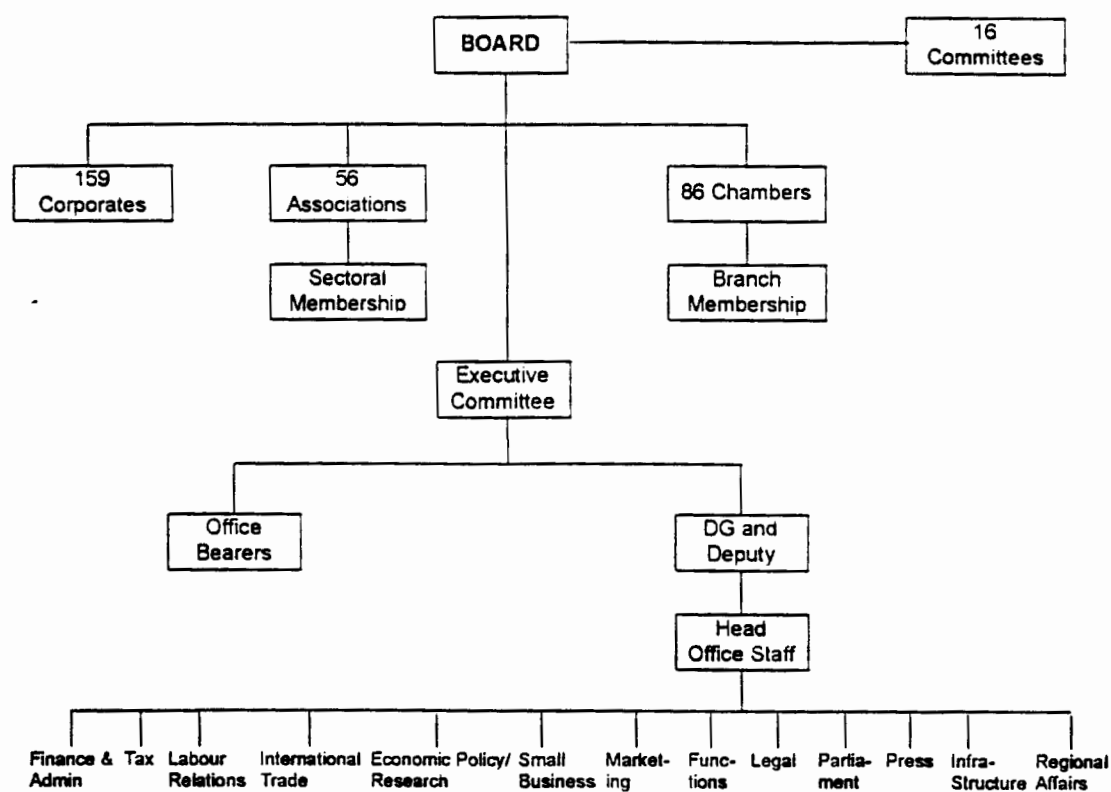 BOARD
16
Committees
159
Corporates
56
Associations
86 Chambers
Sectoral
Membership
Branch
Membership
Executive
Committee
Office
Bearers
DG and
Deputy
Head
Office Staff
Finance & Tax Labour International Economic Policy/ Small Market- Func- Legal Parlia- Press Infra- Regional
Admin Relations Trade Research Business ing tions ment Structure Affairs